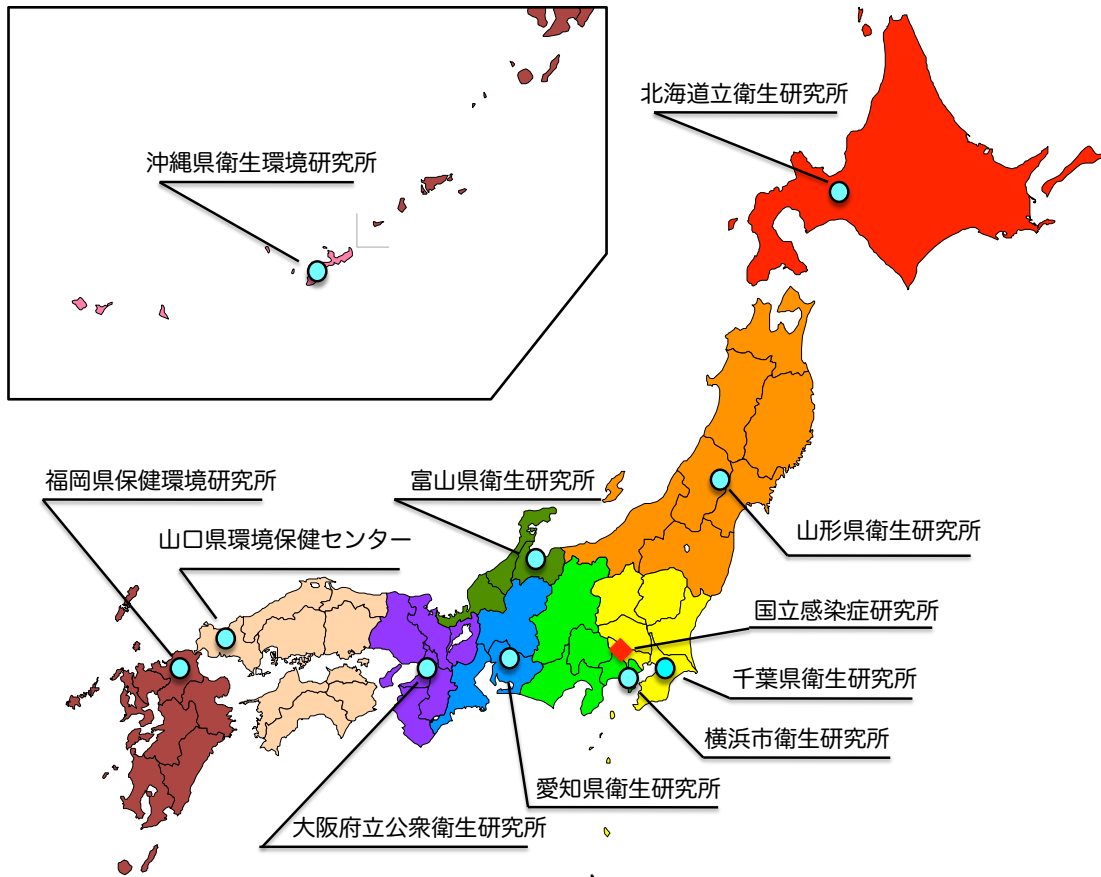 北海道立衛生研究所
沖縄県衛生環境研究所
福岡県保健環境研究所
富山県衛生研究所
山形県衛生研究所
山口県環境保健センター
国立感染症研究所
千葉県衛生研究所
横浜市衛生研究所
愛知県衛生研究所
大阪府立公衆衛生研究所